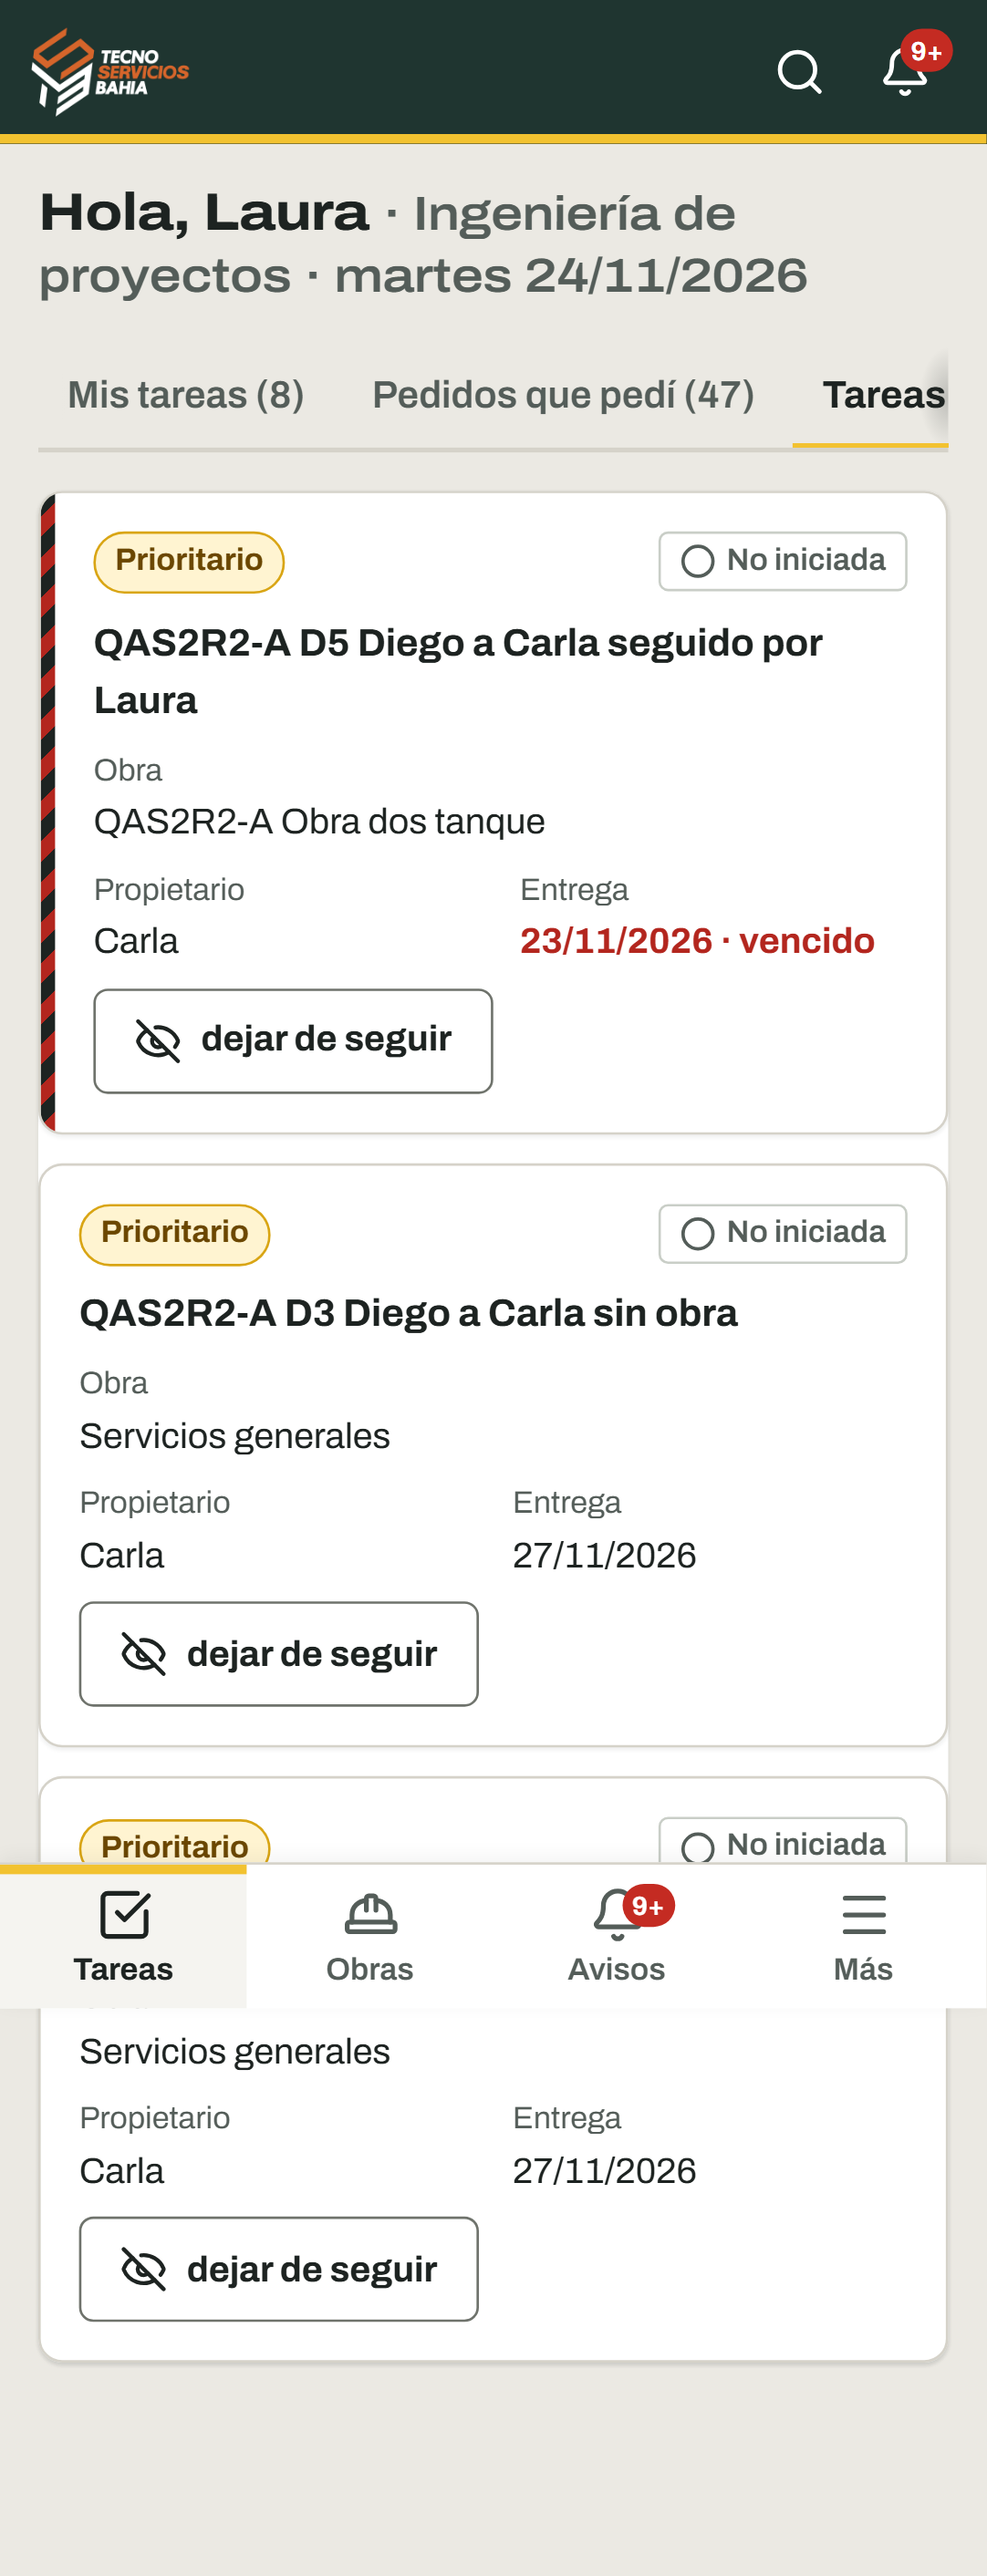 TECNO
SERVICIOS
BAHIA
9+
Hola, Laura · Ingeniería de
proyectos · martes 24/11/2026
Mis tareas (8) Pedidos que pedí (47) Tareas
Prioritario No iniciada
QAS2R2-A D5 Diego a Carla seguido por
Laura
Obra
QAS2R2-A Obra dos tanque
Propietario Entrega
Carla 23/11/2026 · vencido
dejar de seguir
Prioritario No iniciada
QAS2R2-A D3 Diego a Carla sin obra
Obra
Servicios generales
Propietario Entrega
Carla 27/11/2026
dejar de seguir
Prioritario No iniciada
9+
Tareas Obras Avisos Más
Servicios generales
Propietario Entrega
Carla 27/11/2026
dejar de seguir